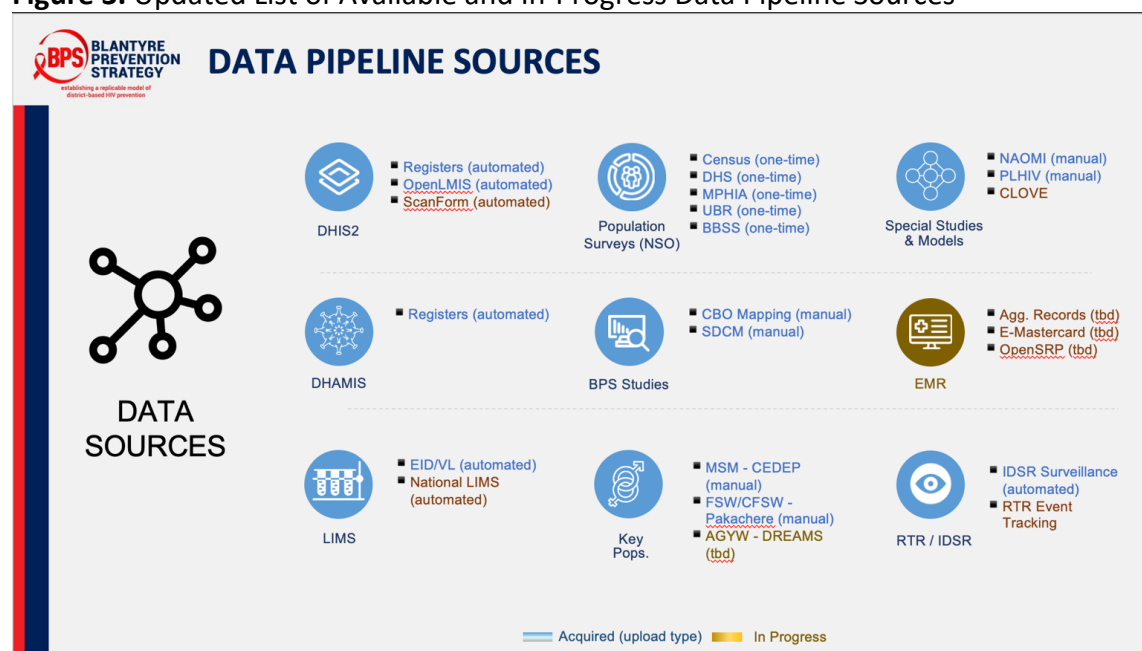 Figure 3. Updated List of Available and In-Progress Data Pipeline Sources
BPS
BLANTYRE
PREVENTION
STRATEGY
establishing a replicable model of
district-based HIV prevention
DATA PIPELINE SOURCES
DATA
SOURCES
DHIS2
Registers (automated)
OpenLMIS (automated)
ScanForm (automated)
Population
Surveys (NSO)
Census (one-time)
DHS (one-time)
MPHIA (one-time)
UBR (one-time)
BBSS (one-time)
Special Studies
& Models
NAOMI (manual)
PLHIV (manual)
CLOVE
DHAMIS
Registers (automated)
BPS Studies
CBO Mapping (manual)
SDCM (manual)
EMR
Agg. Records (tbd)
E-Mastercard (tbd)
OpenSRP (tbd)
LIMS
EID/VL (automated)
National LIMS
(automated)
Key
Pops.
MSM - CEDEP
(manual)
FSW/CFSW -
Pakachere (manual)
AGYW - DREAMS
(tbd)
RTR / IDSR
IDSR Surveillance
(automated)
RTR Event
Tracking
Acquired (upload type)
In Progress